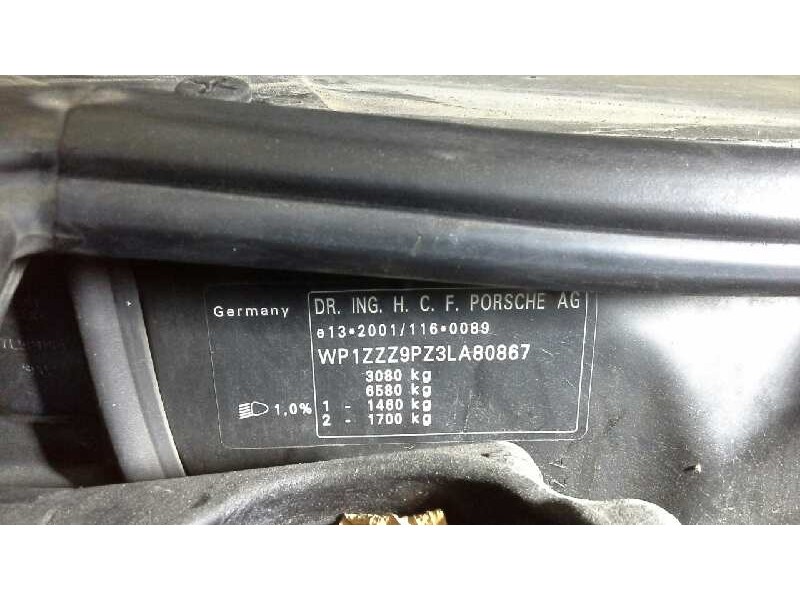 Germany DR. ING. H. C. F. PORSCHE AG
e13*2001/116*0089
WP1ZZZ9PZ3LA80867
3080 kg
6580 kg
1 - 1460 kg
1,0% 2 - 1700 kg